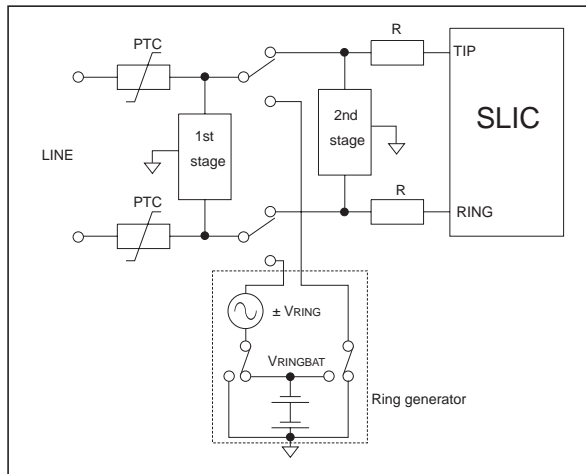 PTC
R
TIP
1st
stage
2nd
stage
SLIC
LINE
PTC
R
RING
± VRING
VRINGBAT
Ring generator